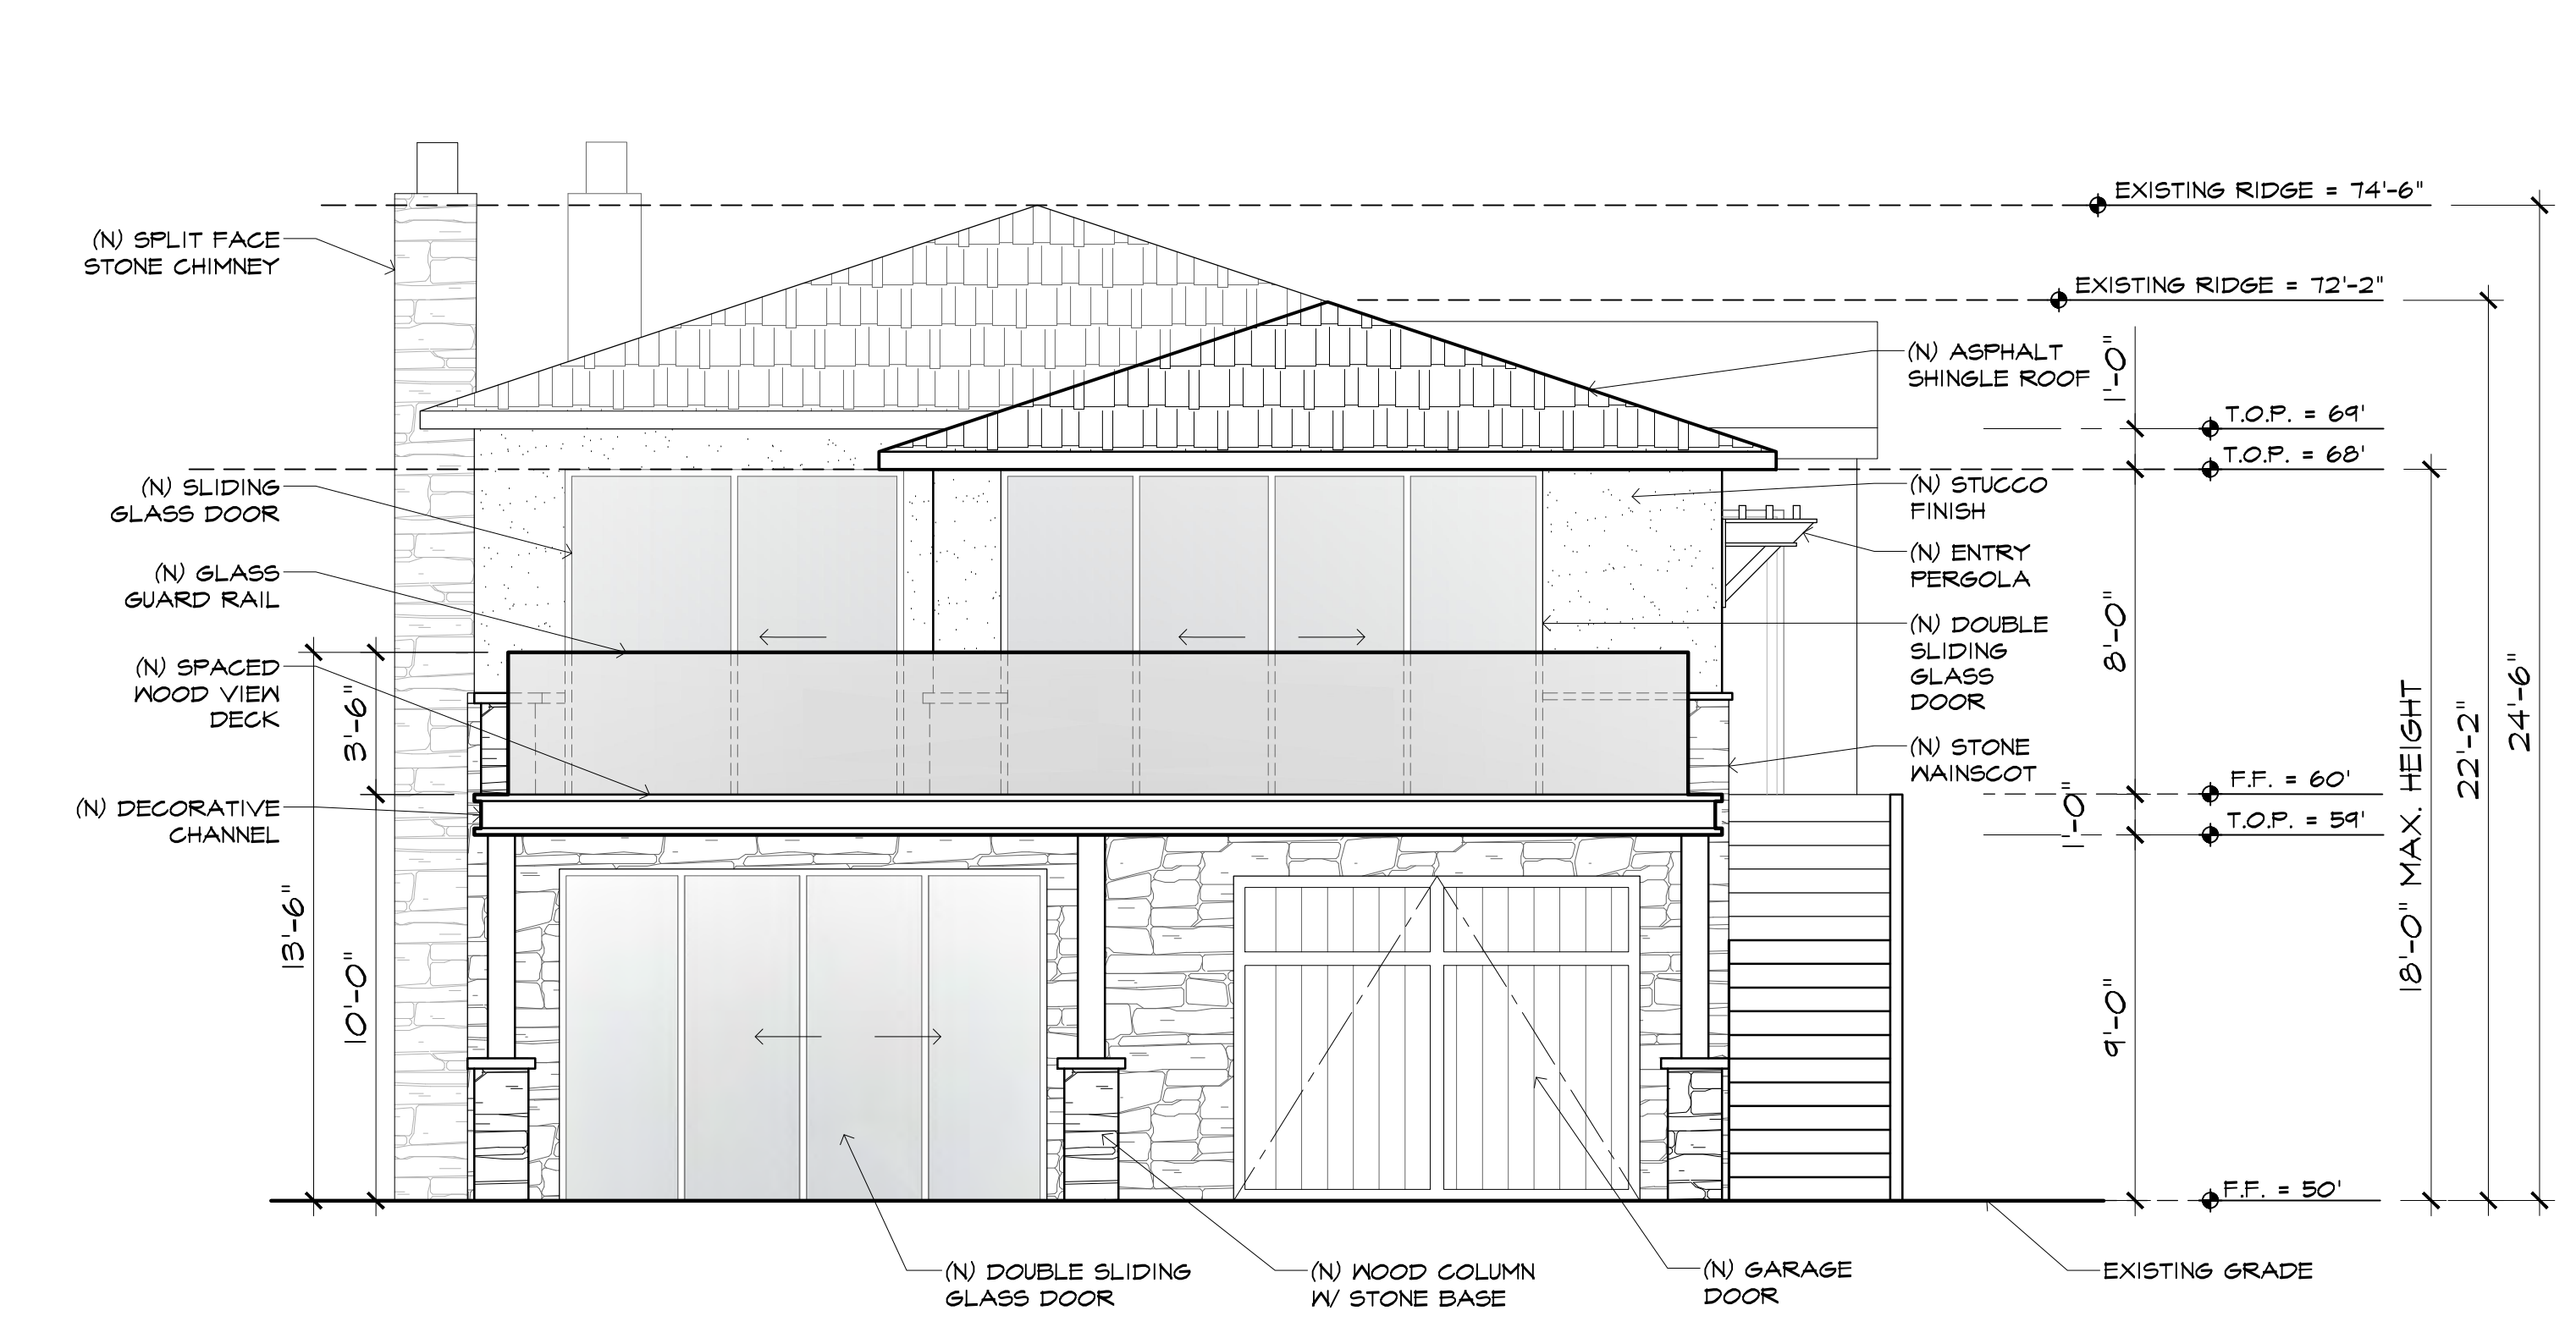 EXISTING RIDGE = 74'-6"
(N) SPLIT FACE
STONE CHIMNEY
EXISTING RIDGE = 72'-2"
(N) ASPHALT
SHINGLE ROOF
1'-0"
T.O.P. = 69'
T.O.P. = 68'
(N) SLIDING
GLASS DOOR
(N) STUCCO
FINISH
(N) GLASS
GUARD RAIL
(N) ENTRY
PERGOLA
8'-0"
(N) DOUBLE
SLIDING
GLASS
DOOR
(N) SPACED
WOOD VIEW
DECK
3'-6"
(N) STONE
WAINSCOT
F.F. = 60'
1'-0"
T.O.P. = 59'
(N) DECORATIVE
CHANNEL
18'-0" MAX. HEIGHT
22'-2"
24'-6"
13'-6"
10'-0"
9'-0"
F.F. = 50'
(N) DOUBLE SLIDING
GLASS DOOR
(N) WOOD COLUMN
W/ STONE BASE
(N) GARAGE
DOOR
EXISTING GRADE